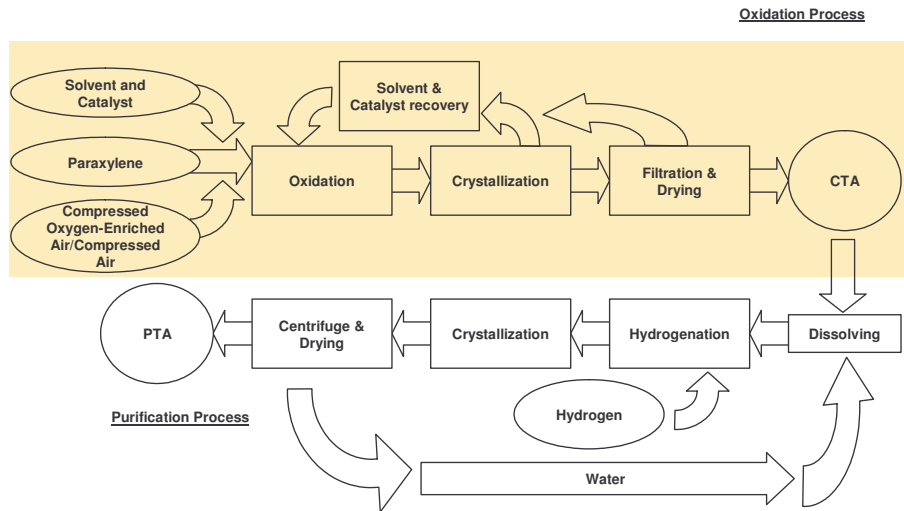 Oxidation Process
Solvent and
Catalyst
Solvent &
Catalyst recovery
Paraxylene
Oxidation
Crystallization
Filtration &
Drying
CTA
Compressed
Oxygen-Enriched
Air/Compressed
Air
PTA
Centrifuge &
Drying
Crystallization
Hydrogenation
Dissolving
Purification Process
Hydrogen
Water